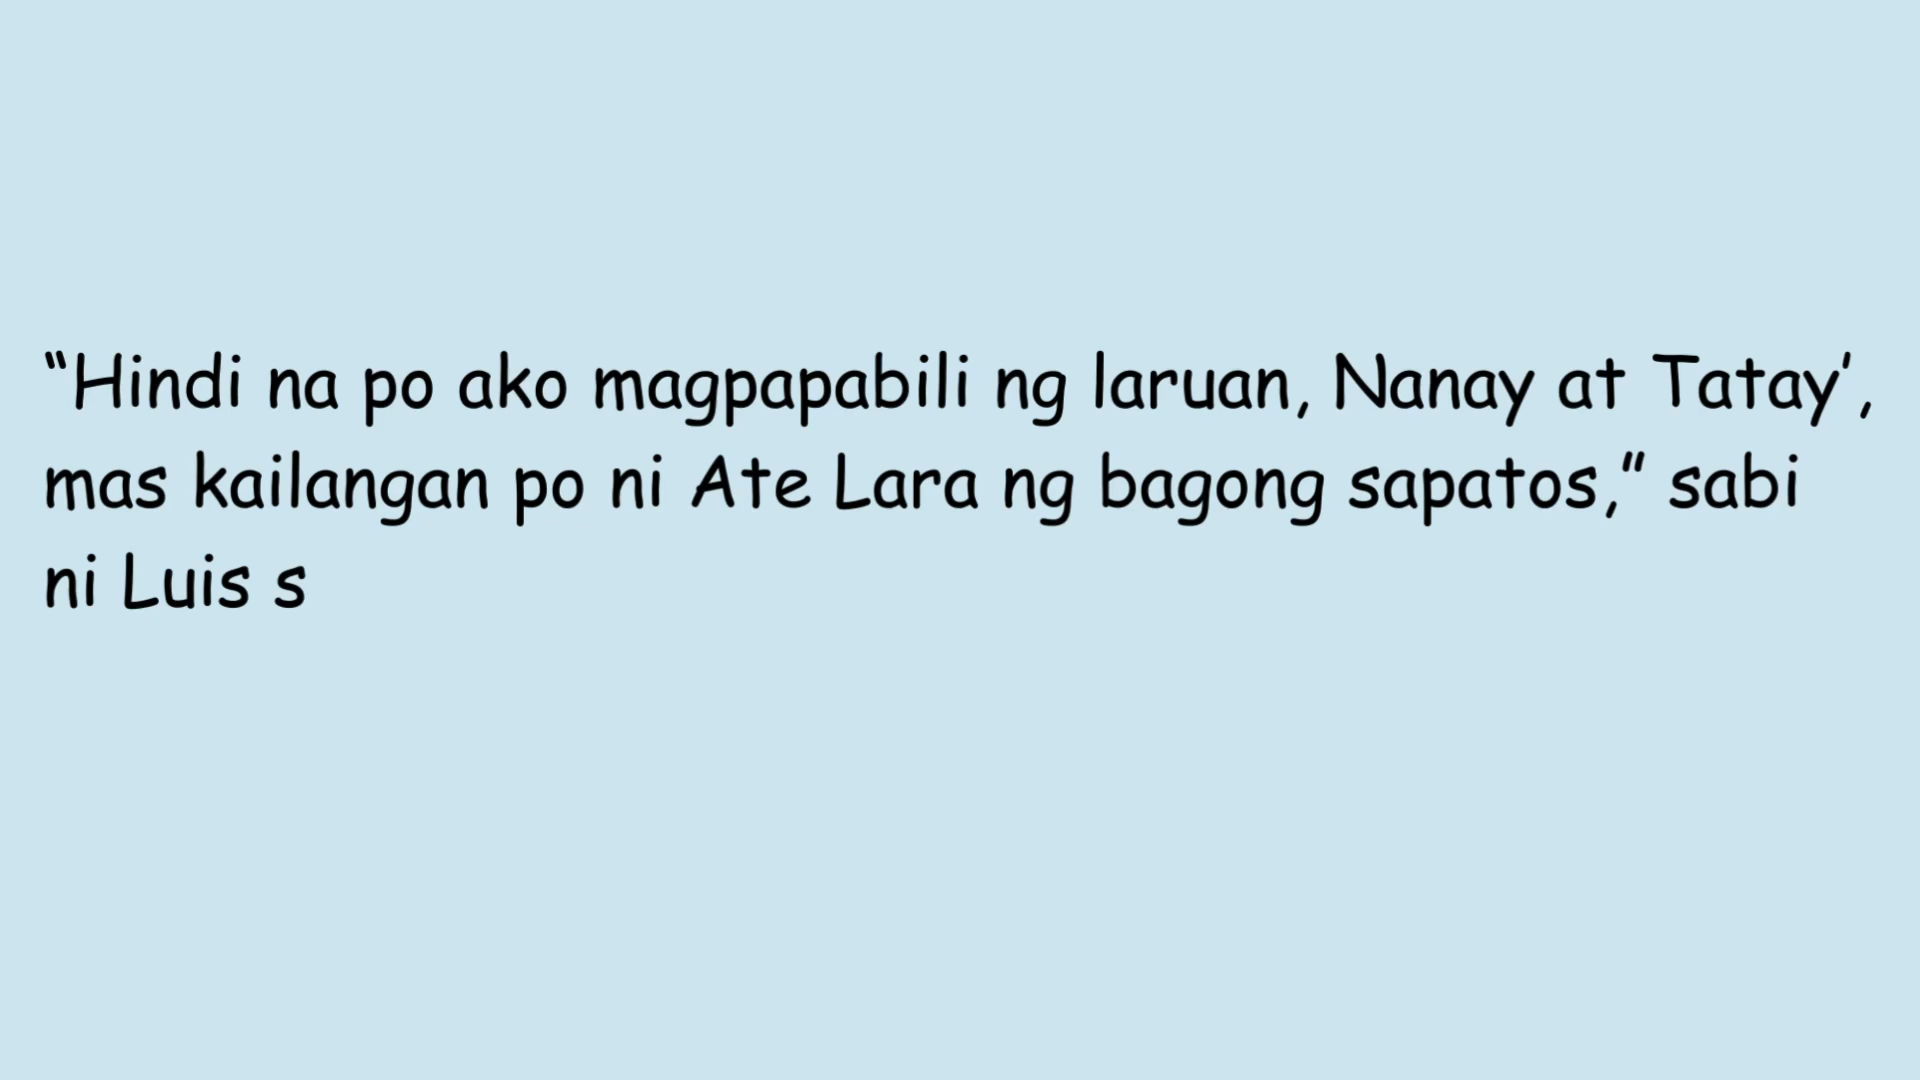 “Hindi na po ako magpapabili ng laruan, Nanay at Tatay’,
mas kailangan po ni Ate Lara ng bagong sapatos,” sabi
ni Luis s